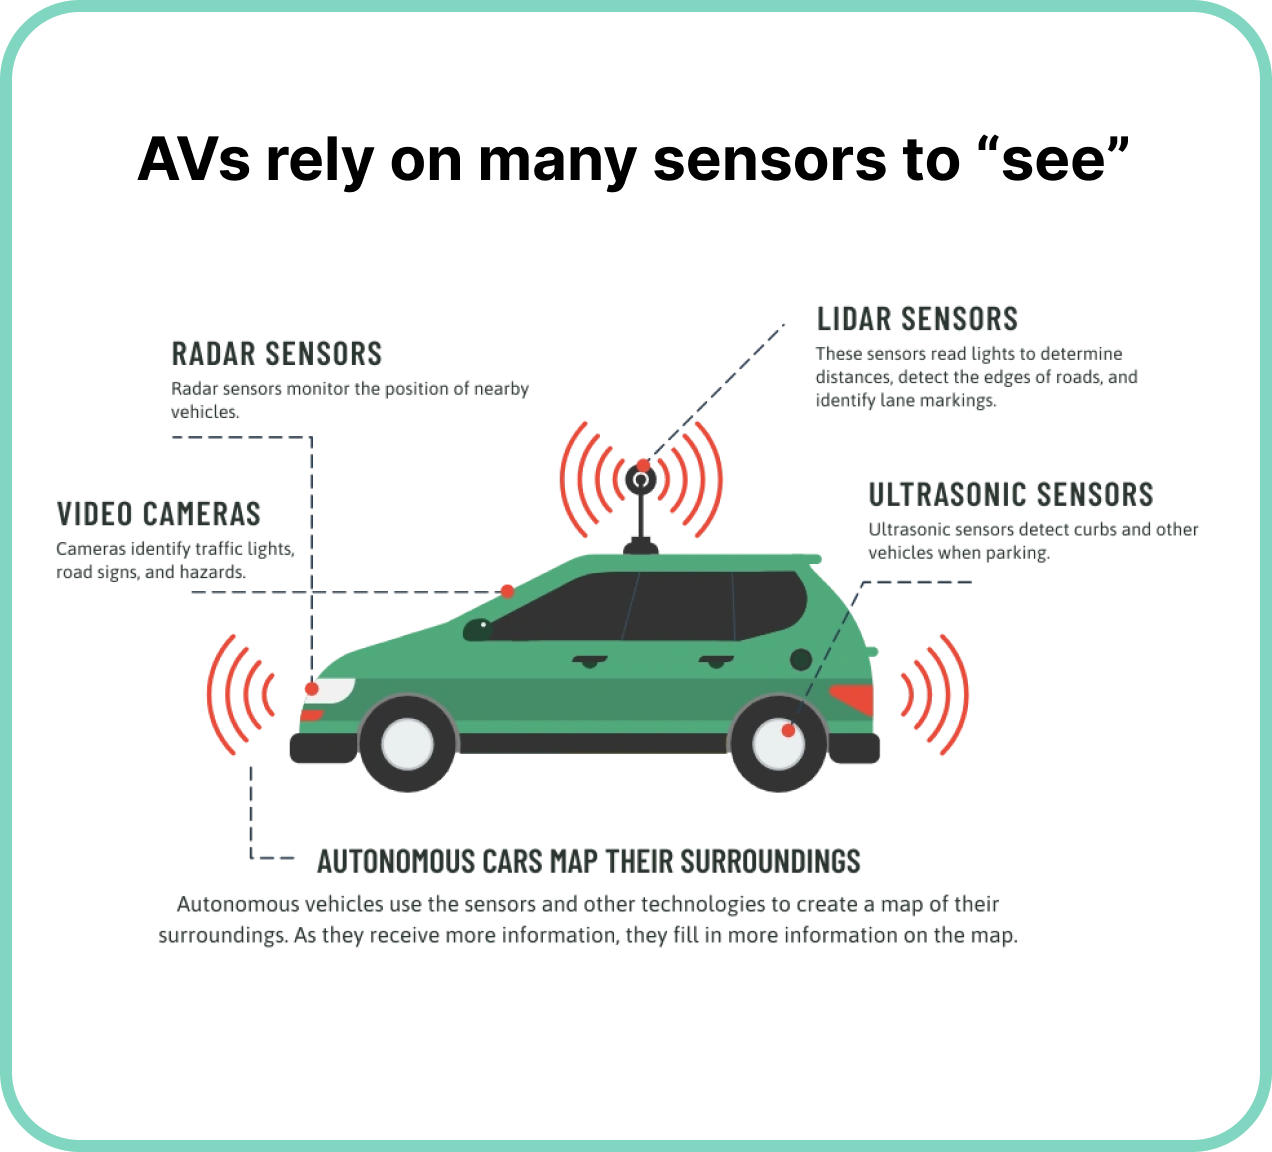 AVs rely on many sensors to “see”
RADAR SENSORS
Radar sensors monitor the position of nearby
vehicles.
LIDAR SENSORS
These sensors read lights to determine
distances, detect the edges of roads, and
identify lane markings.
VIDEO CAMERAS
Cameras identify traffic lights,
road signs, and hazards.
ULTRASONIC SENSORS
Ultrasonic sensors detect curbs and other
vehicles when parking.
AUTONOMOUS CARS MAP THEIR SURROUNDINGS
Autonomous vehicles use the sensors and other technologies to create a map of their
surroundings. As they receive more information, they fill in more information on the map.